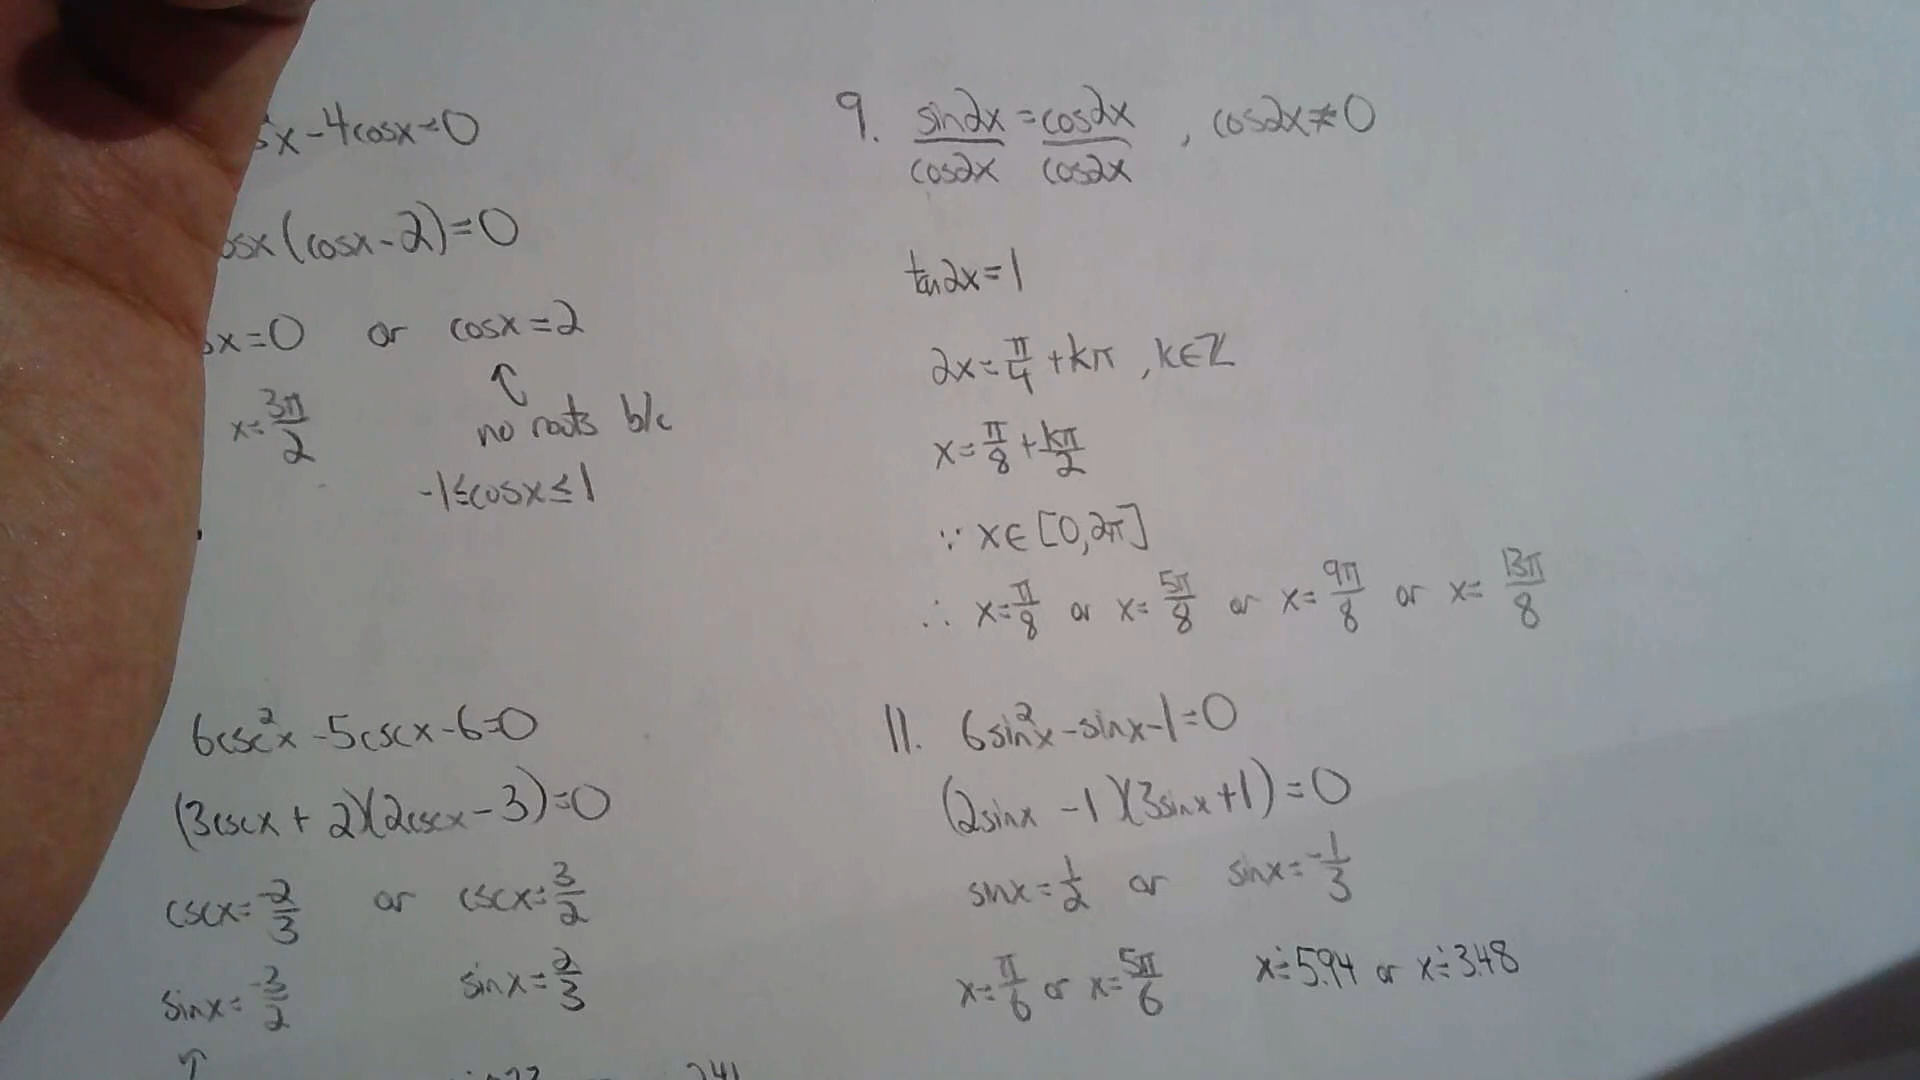 ²x - 4cosx = 0
osx (cosx - 2) = 0
sx = 0 or cosx = 2
x = 3π/2
no roots b/c
-1 ≤ cosx ≤ 1
9. sin2x/cos2x = cos2x/cos2x , cos2x ≠ 0
tan2x = 1
2x = π/4 + kπ , k∈ℤ
x = π/8 + kπ/2
∵ x∈[0,2π]
∴ x = π/8 or x = 5π/8 or x = 9π/8 or x = 13π/8
6csc²x - 5cscx - 6 = 0
(3cscx + 2)(2cscx - 3) = 0
cscx = -2/3 or cscx = 3/2
sinx = -3/2 sinx = 2/3
11. 6sin²x - sinx - 1 = 0
(2sinx - 1)(3sinx + 1) = 0
sinx = 1/2 or sinx = -1/3
x = π/6 or x = 5π/6 x ≐ 5.94 or x ≐ 3.48